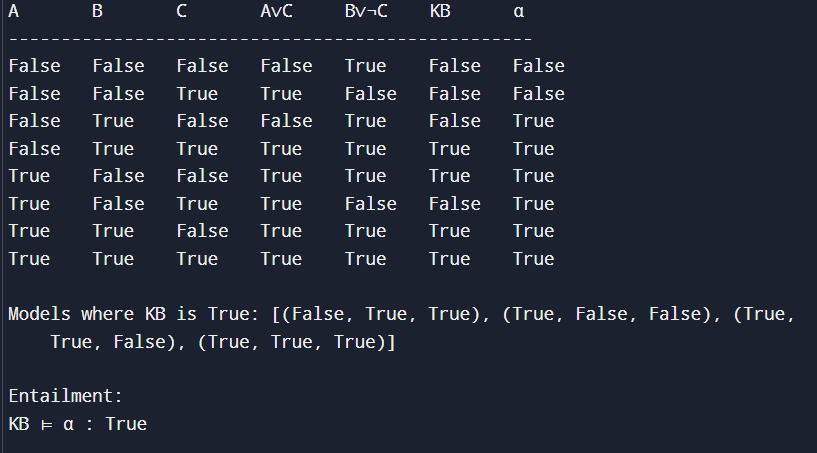 A B C A∨C B∨¬C KB α
--------------------------------------------------
False False False False True False False
False False True True False False False
False True False False True False True
False True True True True True True
True False False True True True True
True False True True False False True
True True False True True True True
True True True True True True True
Models where KB is True: [(False, True, True), (True, False, False), (True,
True, False), (True, True, True)]
Entailment:
KB ⊨ α : True